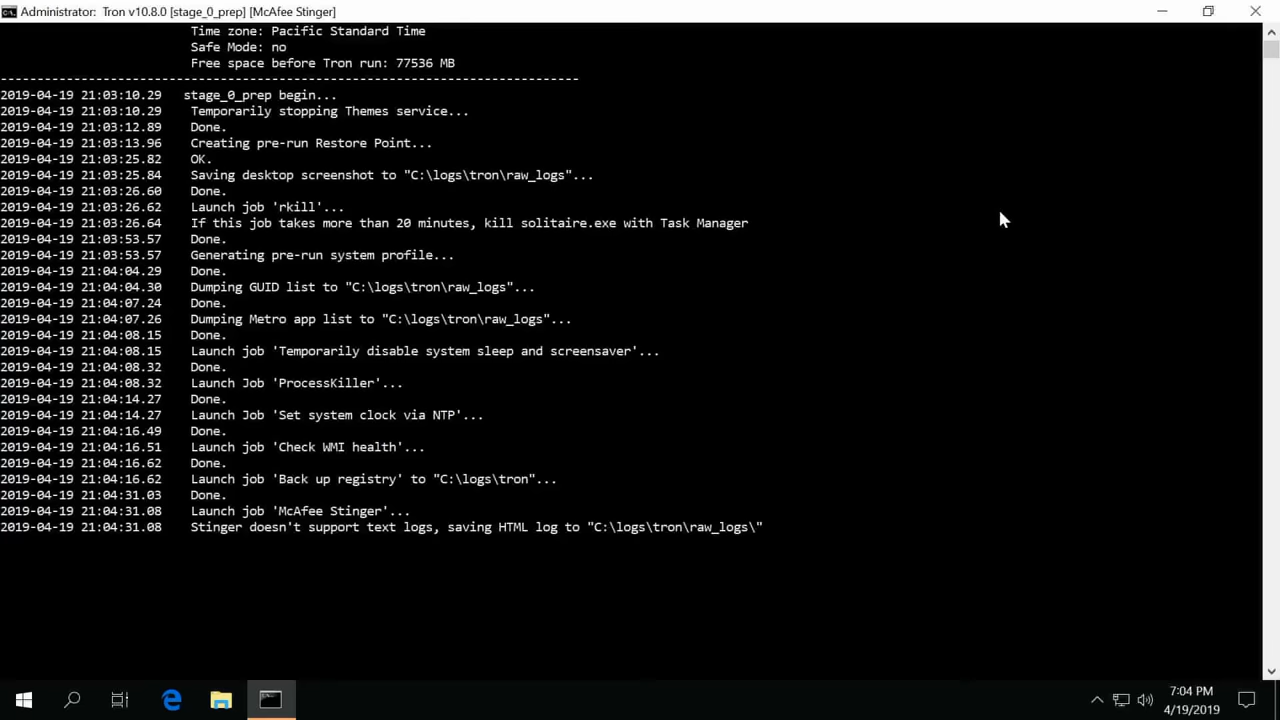 Administrator:  Tron v10.8.0 [stage_0_prep] [McAfee Stinger]
Time zone: Pacific Standard Time
Safe Mode: no
Free space before Tron run: 77536 MB
-------------------------------------------------------------------------------
2019-04-19 21:03:10.29   stage_0_prep begin...
2019-04-19 21:03:10.29    Temporarily stopping Themes service...
2019-04-19 21:03:12.89    Done.
2019-04-19 21:03:13.96    Creating pre-run Restore Point...
2019-04-19 21:03:25.82    OK.
2019-04-19 21:03:25.84    Saving desktop screenshot to "C:\logs\tron\raw_logs"...
2019-04-19 21:03:26.60    Done.
2019-04-19 21:03:26.62    Launch job 'rkill'...
2019-04-19 21:03:26.64    If this job takes more than 20 minutes, kill solitaire.exe with Task Manager
2019-04-19 21:03:53.57    Done.
2019-04-19 21:03:53.57    Generating pre-run system profile...
2019-04-19 21:04:04.29    Done.
2019-04-19 21:04:04.30    Dumping GUID list to "C:\logs\tron\raw_logs"...
2019-04-19 21:04:07.24    Done.
2019-04-19 21:04:07.26    Dumping Metro app list to "C:\logs\tron\raw_logs"...
2019-04-19 21:04:08.15    Done.
2019-04-19 21:04:08.15    Launch job 'Temporarily disable system sleep and screensaver'...
2019-04-19 21:04:08.32    Done.
2019-04-19 21:04:08.32    Launch Job 'ProcessKiller'...
2019-04-19 21:04:14.27    Done.
2019-04-19 21:04:14.27    Launch Job 'Set system clock via NTP'...
2019-04-19 21:04:16.49    Done.
2019-04-19 21:04:16.51    Launch job 'Check WMI health'...
2019-04-19 21:04:16.62    Done.
2019-04-19 21:04:16.62    Launch job 'Back up registry' to "C:\logs\tron"...
2019-04-19 21:04:31.03    Done.
2019-04-19 21:04:31.08    Launch job 'McAfee Stinger'...
2019-04-19 21:04:31.08    Stinger doesn't support text logs, saving HTML log to "C:\logs\tron\raw_logs\"
7:04 PM
4/19/2019